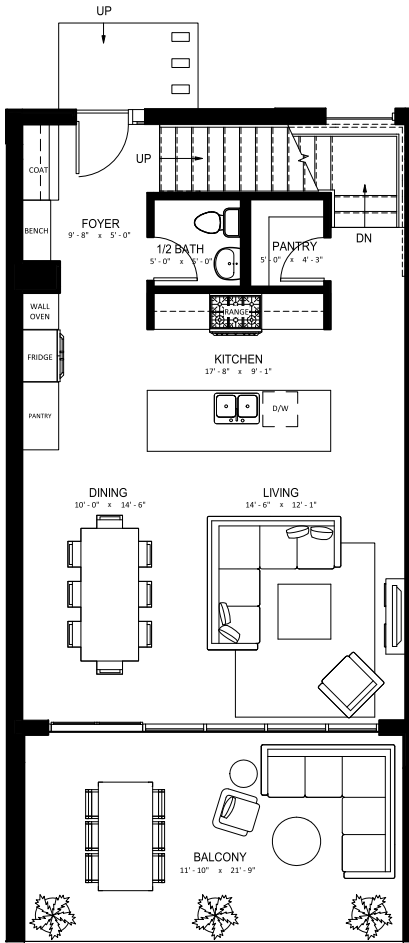 UP
COAT
UP
BENCH
FOYER
9' - 8" x 5' - 0"
1/2 BATH
5' - 0" x 5' - 0"
PANTRY
5' - 0" x 4' - 3"
DN
WALL
OVEN
RANGE
FRIDGE
KITCHEN
17' - 8" x 9' - 1"
PANTRY
D/W
DINING
10' - 0" x 14' - 6"
LIVING
14' - 6" x 12' - 1"
BALCONY
11' - 10" x 21' - 9"